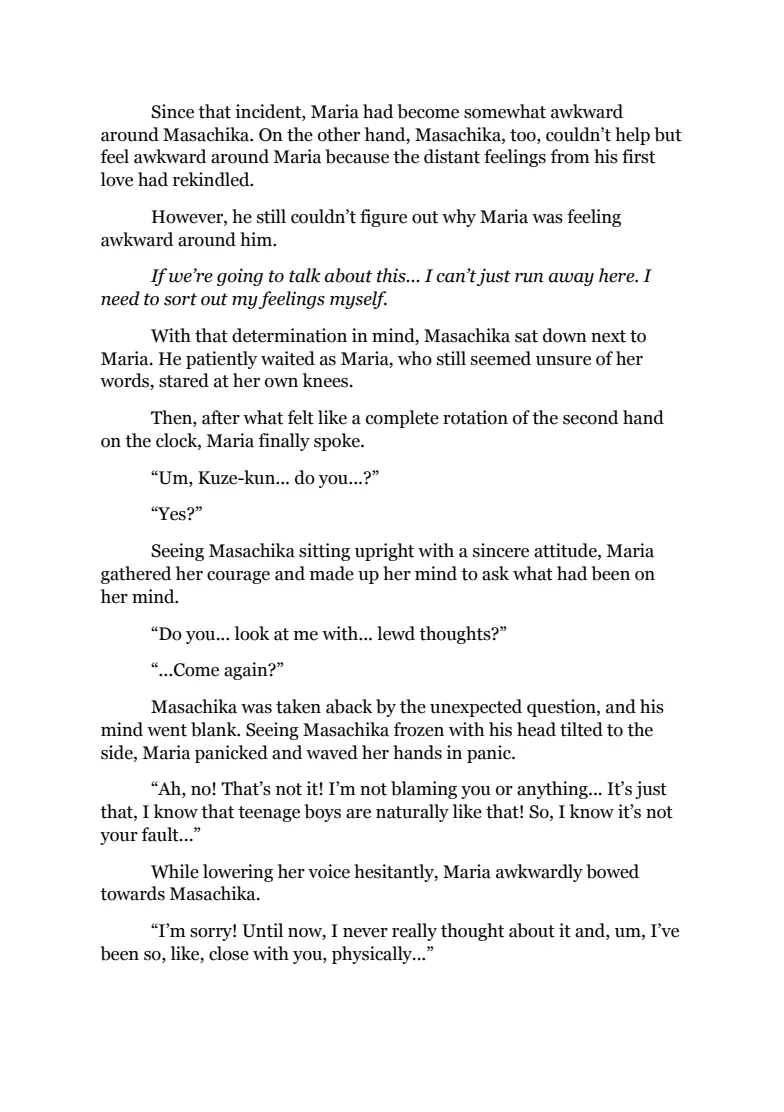 Since that incident, Maria had become somewhat awkward
around Masachika. On the other hand, Masachika, too, couldn’t help but
feel awkward around Maria because the distant feelings from his first
love had rekindled.
However, he still couldn’t figure out why Maria was feeling
awkward around him.
If we’re going to talk about this... I can’t just run away here. I
need to sort out my feelings myself.
With that determination in mind, Masachika sat down next to
Maria. He patiently waited as Maria, who still seemed unsure of her
words, stared at her own knees.
Then, after what felt like a complete rotation of the second hand
on the clock, Maria finally spoke.
“Um, Kuze-kun... do you...?”
“Yes?”
Seeing Masachika sitting upright with a sincere attitude, Maria
gathered her courage and made up her mind to ask what had been on
her mind.
“Do you... look at me with... lewd thoughts?”
“...Come again?”
Masachika was taken aback by the unexpected question, and his
mind went blank. Seeing Masachika frozen with his head tilted to the
side, Maria panicked and waved her hands in panic.
“Ah, no! That’s not it! I’m not blaming you or anything... It’s just
that, I know that teenage boys are naturally like that! So, I know it’s not
your fault...”
While lowering her voice hesitantly, Maria awkwardly bowed
towards Masachika.
“I’m sorry! Until now, I never really thought about it and, um, I’ve
been so, like, close with you, physically...”